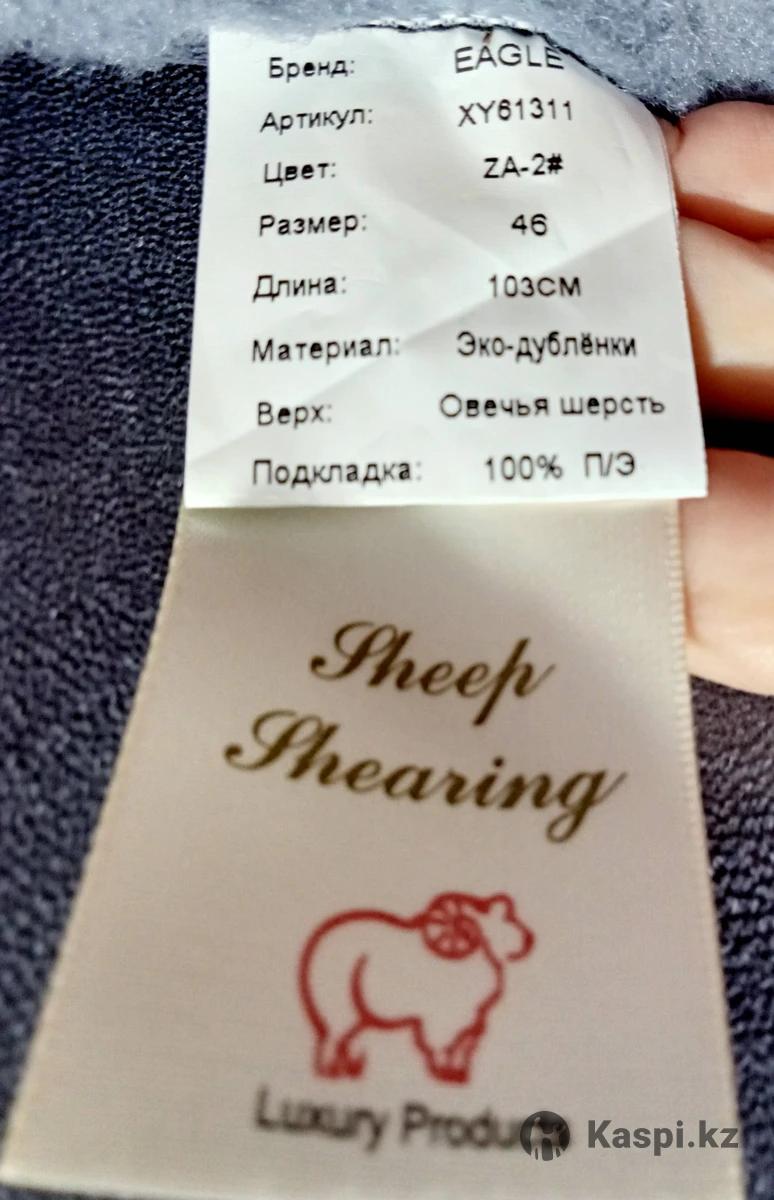 Бренд: EAGLE
Артикул: XY61311
Цвет: ZA-2#
Размер: 46
Длина: 103СМ
Материал: Эко-дублёнки
Верх: Овечья шерсть
Подкладка: 100% П/Э
Sheep
Shearing
Luxury
Kaspi.kz